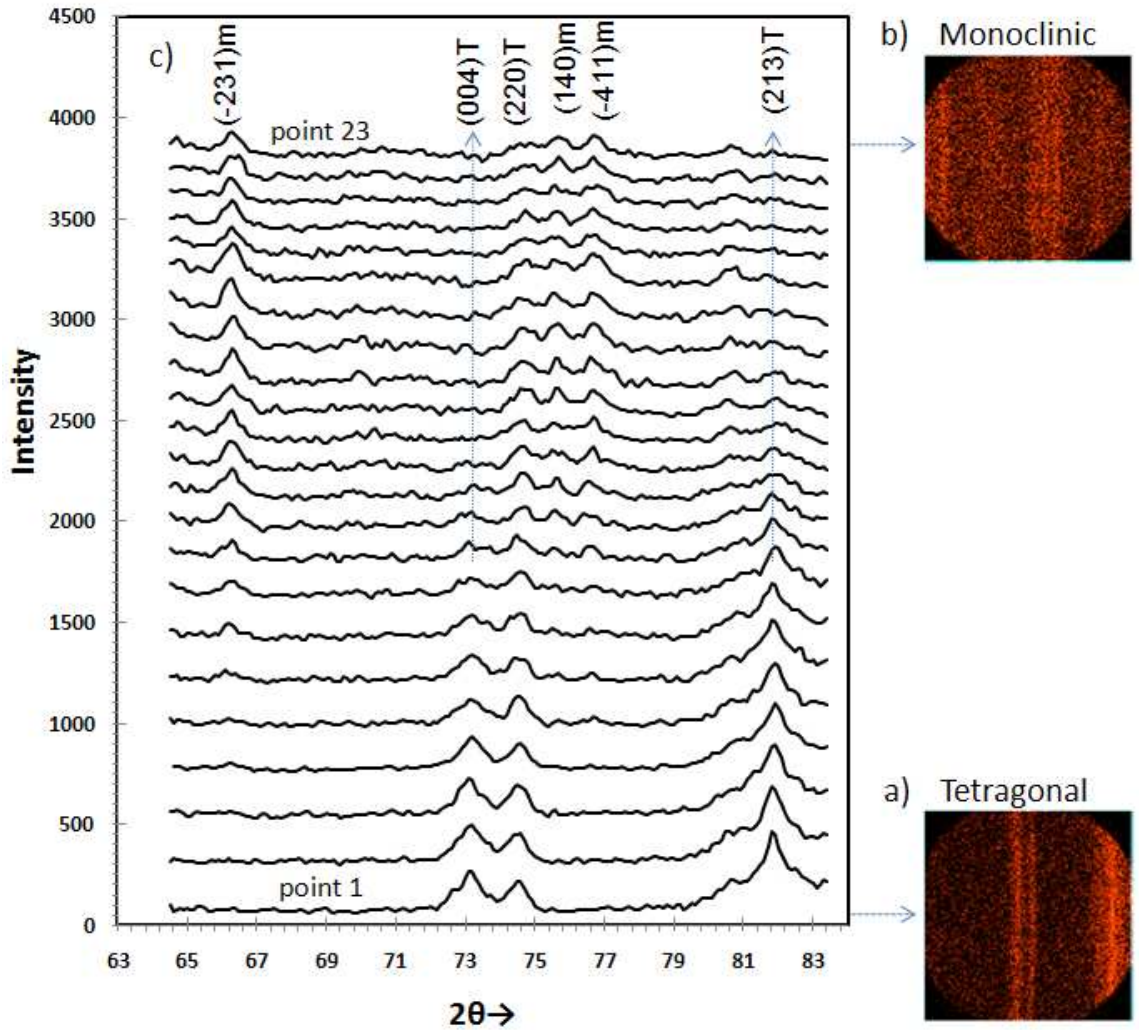 c)
(-231)m
(004)T
(220)T
(140)m
(-411)m
(213)T
point 23
point 1
4500
4000
3500
3000
2500
2000
1500
1000
500
0
Intensity
63 65 67 69 71 73 75 77 79 81 83
2θ→
b) Monoclinic
a) Tetragonal